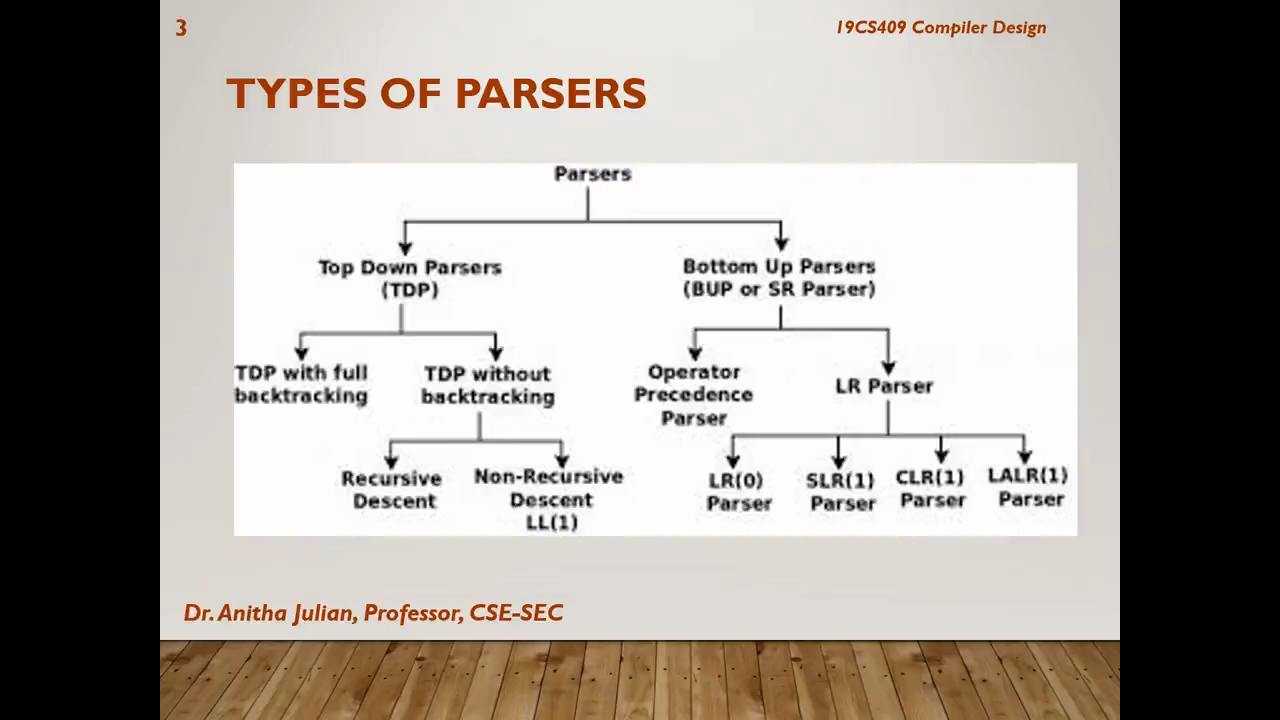 3
19CS409 Compiler Design
TYPES OF PARSERS
Parsers
Top Down Parsers
(TDP)
Bottom Up Parsers
(BUP or SR Parser)
TDP with full
backtracking
TDP without
backtracking
Operator
Precedence
Parser
LR Parser
Recursive
Descent
Non-Recursive
Descent
LL(1)
LR(0)
Parser
SLR(1)
Parser
CLR(1)
Parser
LALR(1)
Parser
Dr. Anitha Julian, Professor, CSE-SEC